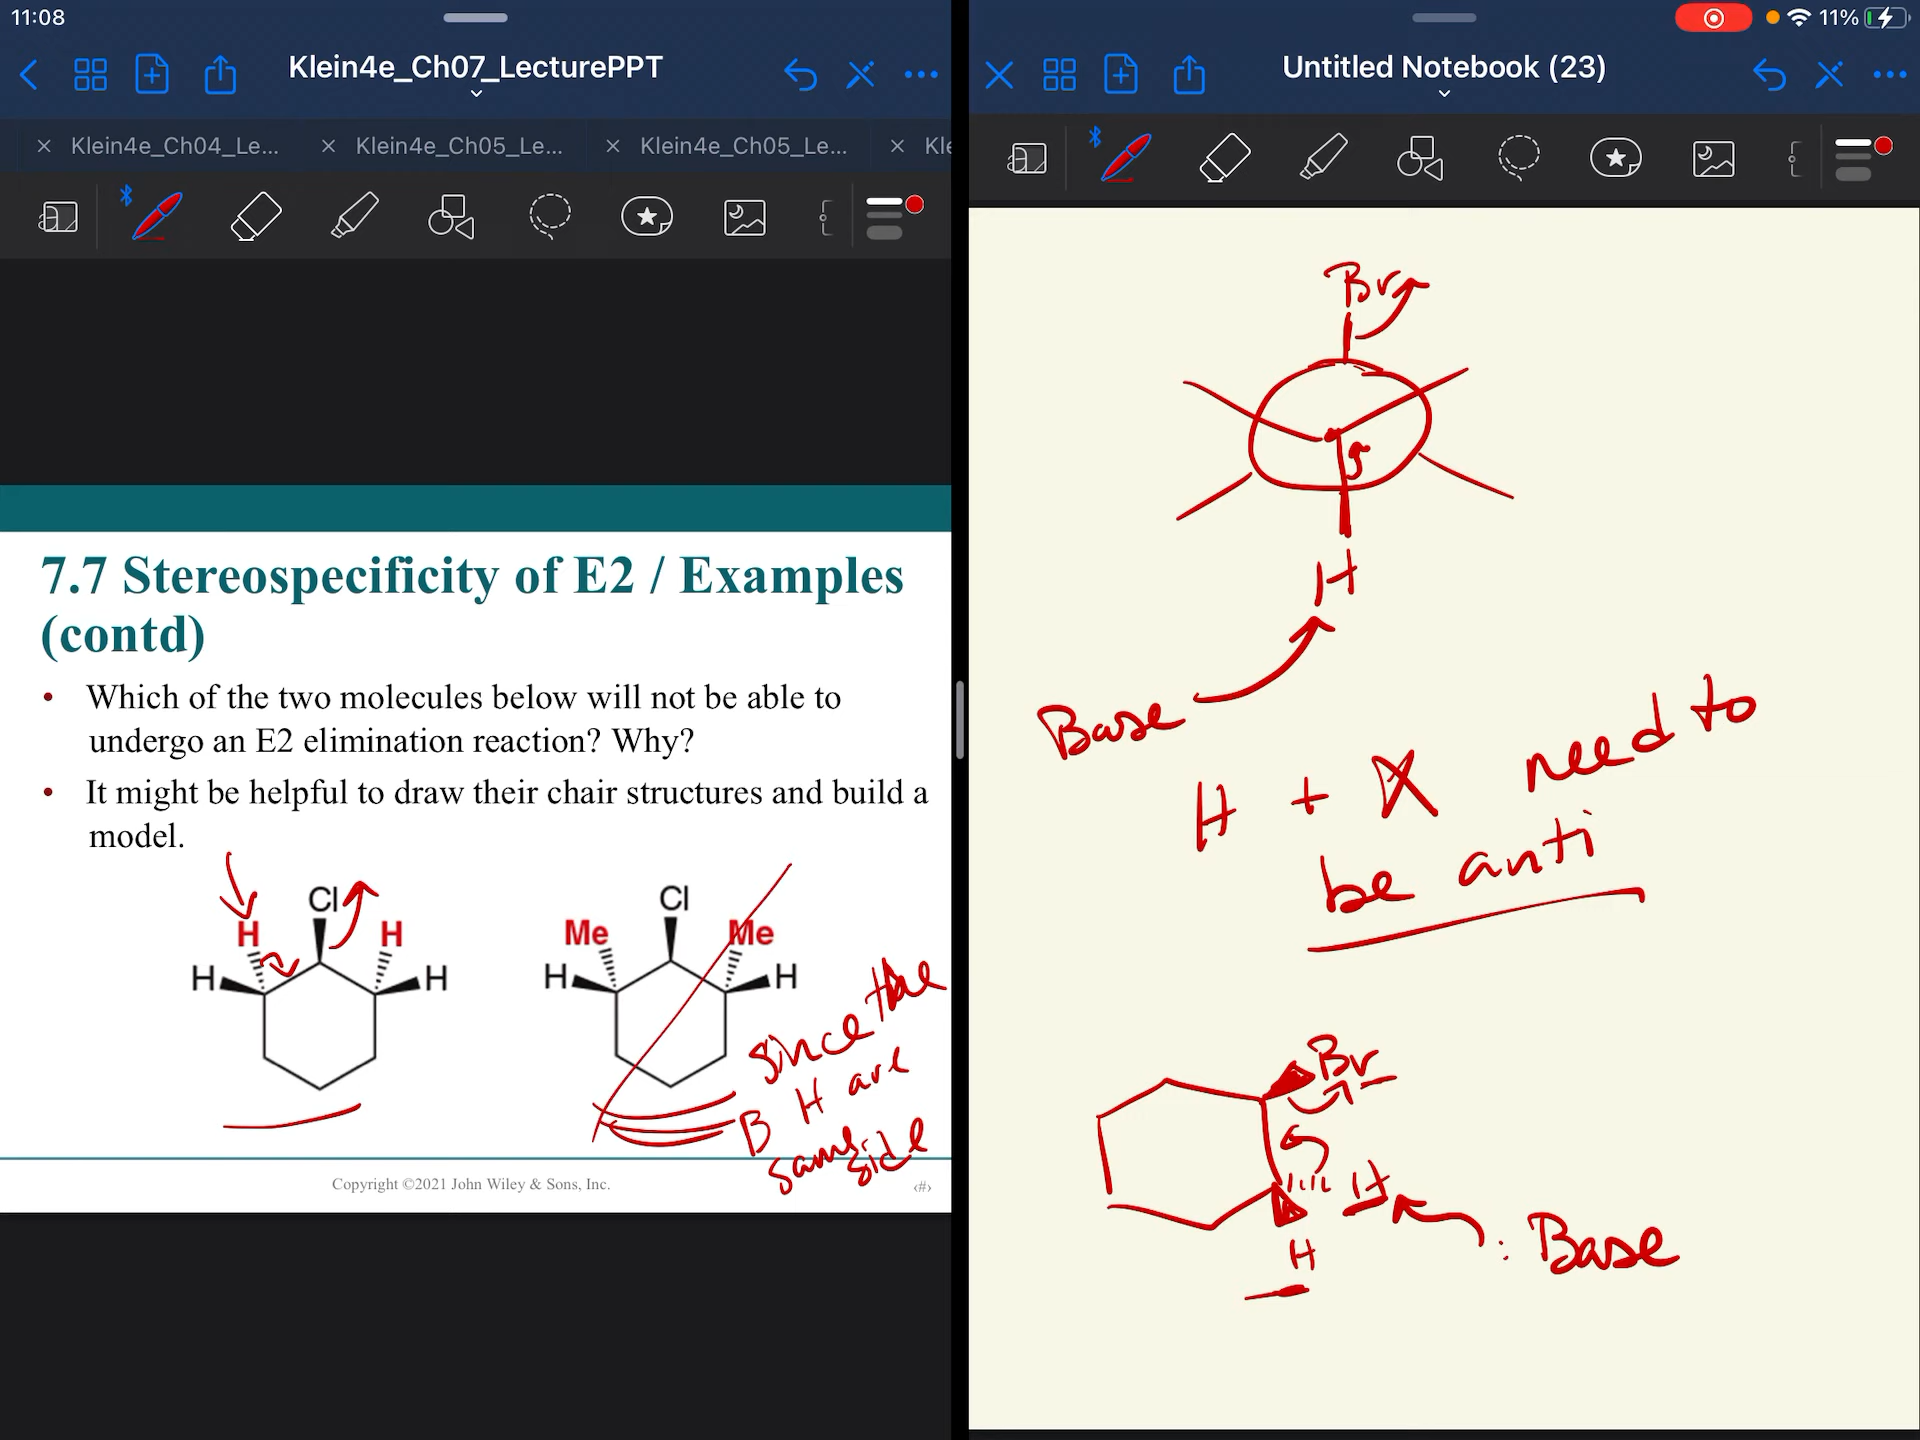 11:08
11%
Klein4e_Ch07_LecturePPT
Untitled Notebook (23)
Klein4e_Ch04_Le...
Klein4e_Ch05_Le...
Klein4e_Ch05_Le...
Kle
7.7 Stereospecificity of E2 / Examples
(contd)
• Which of the two molecules below will not be able to
undergo an E2 elimination reaction? Why?
• It might be helpful to draw their chair structures and build a
model.
Cl
H H
H H
Cl
Me Me
H H
Since the
B H are
same
side
Copyright ©2021 John Wiley & Sons, Inc.
‹#›
Br
H
Base
H + X need to
be anti
Br
H
H
: Base